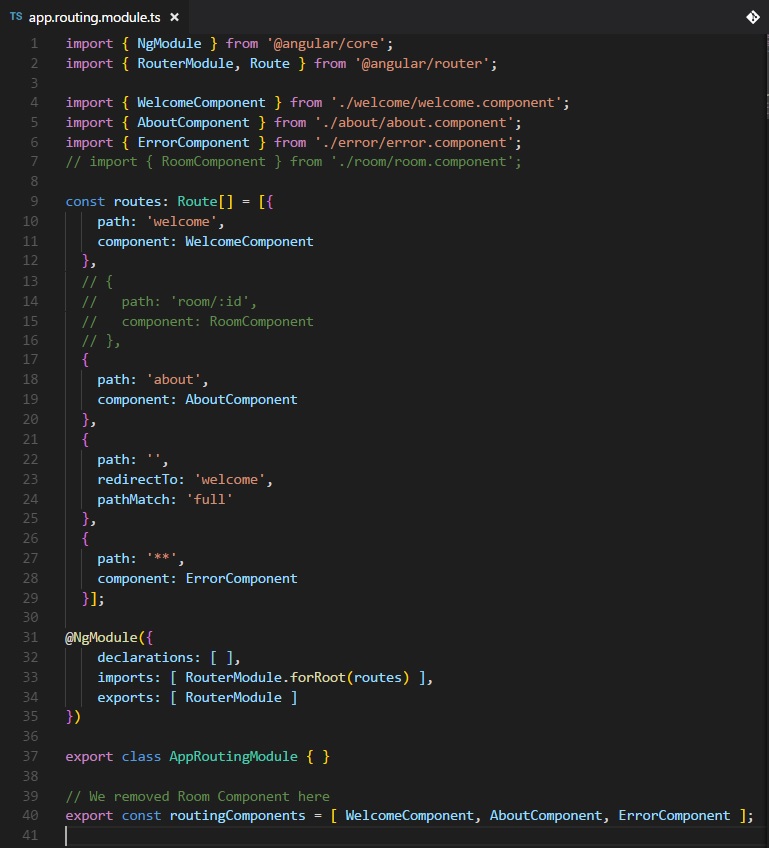 TS app.routing.module.ts ×
1 import { NgModule } from '@angular/core';
2 import { RouterModule, Route } from '@angular/router';
3
4 import { WelcomeComponent } from './welcome/welcome.component';
5 import { AboutComponent } from './about/about.component';
6 import { ErrorComponent } from './error/error.component';
7 // import { RoomComponent } from './room/room.component';
8
9 const routes: Route[] = [{
10     path: 'welcome',
11     component: WelcomeComponent
12   },
13   // {
14   //   path: 'room/:id',
15   //   component: RoomComponent
16   // },
17   {
18     path: 'about',
19     component: AboutComponent
20   },
21   {
22     path: '',
23     redirectTo: 'welcome',
24     pathMatch: 'full'
25   },
26   {
27     path: '**',
28     component: ErrorComponent
29   }];
30
31 @NgModule({
32     declarations: [ ],
33     imports: [ RouterModule.forRoot(routes) ],
34     exports: [ RouterModule ]
35 })
36
37 export class AppRoutingModule { }
38
39 // We removed Room Component here
40 export const routingComponents = [ WelcomeComponent, AboutComponent, ErrorComponent ];
41